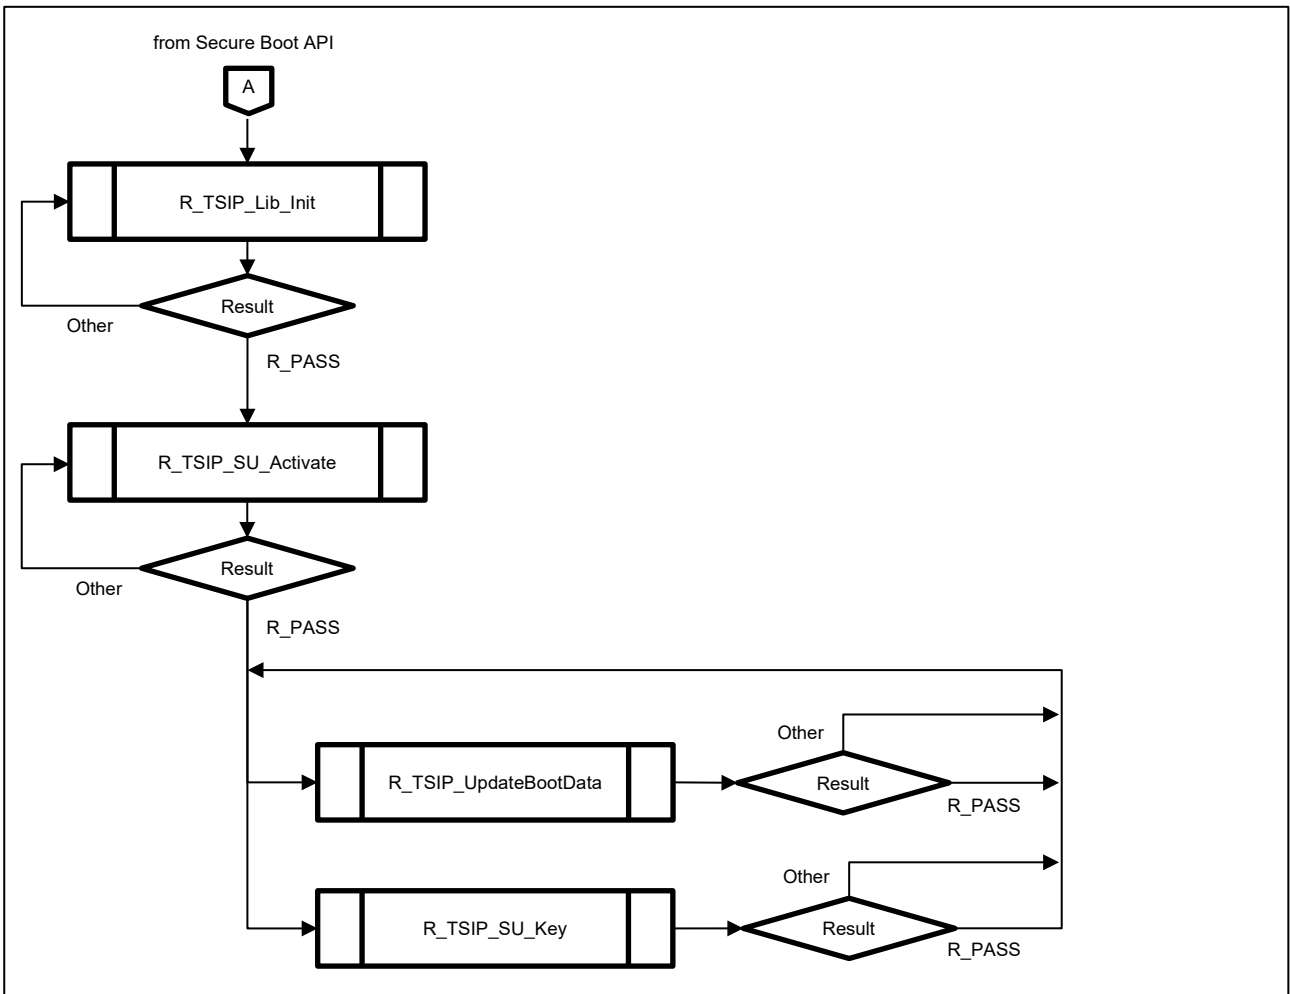 from Secure Boot API
A
R_TSIP_Lib_Init
Result
Other
R_PASS
R_TSIP_SU_Activate
Result
Other
R_PASS
Other
R_TSIP_UpdateBootData
Result
R_PASS
Other
R_TSIP_SU_Key
Result
R_PASS